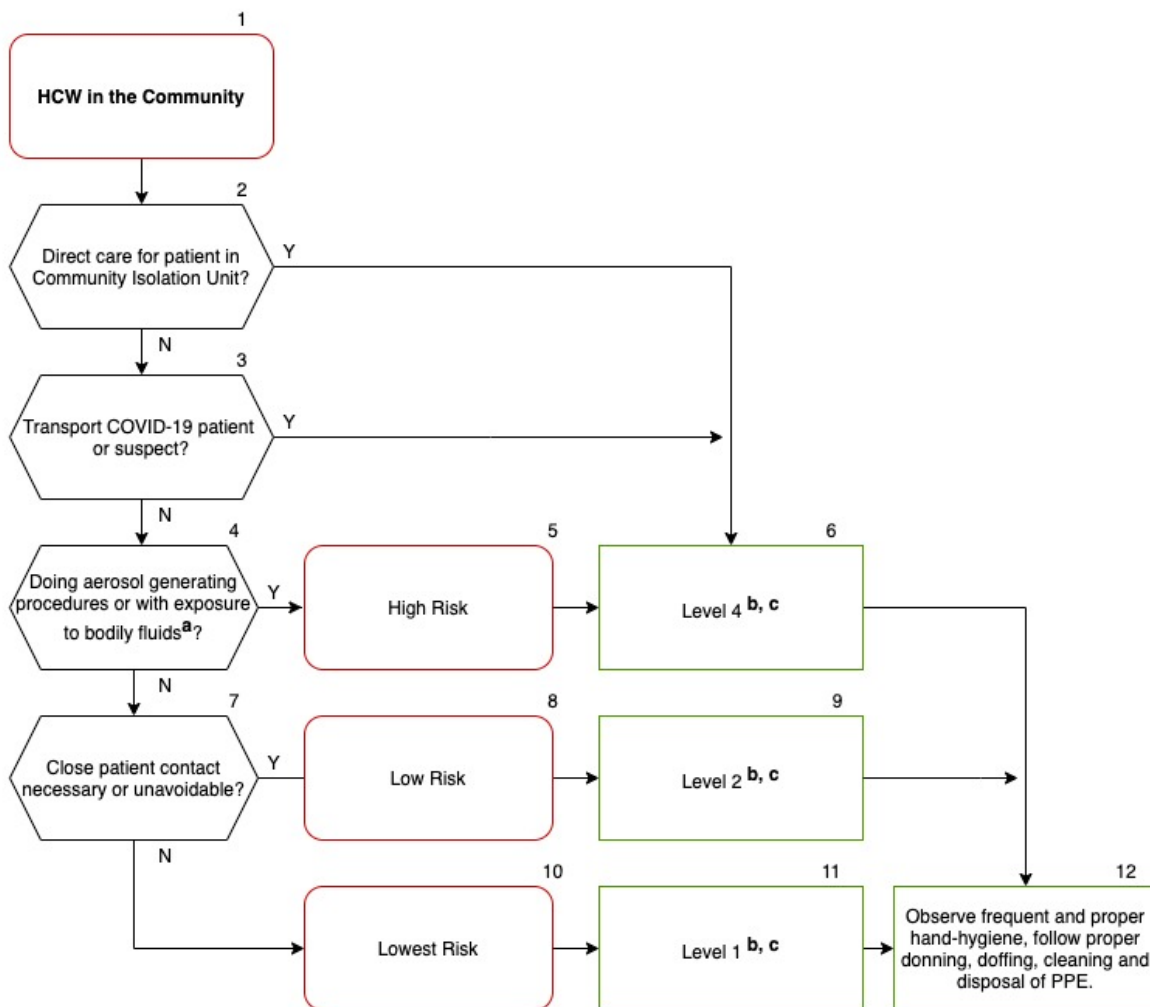 1
HCW in the Community
2
Direct care for patient in
Community Isolation Unit?
Y
N
3
Transport COVID-19 patient
or suspect?
Y
N
4
Doing aerosol generating
procedures or with exposure
to bodily fluidsᵃ?
Y
5
High Risk
6
Level 4 b, c
N
7
Close patient contact
necessary or unavoidable?
Y
8
Low Risk
9
Level 2 b, c
N
10
Lowest Risk
11
Level 1 b, c
12
Observe frequent and proper
hand-hygiene, follow proper
donning, doffing, cleaning and
disposal of PPE.